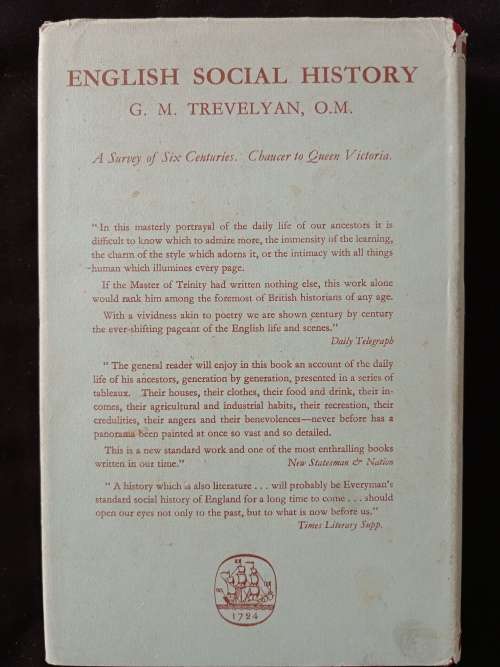 ENGLISH SOCIAL HISTORY
G. M. TREVELYAN, O.M.
A Survey of Six Centuries. Chaucer to Queen Victoria.
"In this masterly portrayal of the daily life of our ancestors it is
difficult to know which to admire more, the immensity of the learning,
the charm of the style which adorns it, or the intimacy with all things
human which illumines every page.
If the Master of Trinity had written nothing else, this work alone
would rank him among the foremost of British historians of any age.
With a vividness akin to poetry we are shown century by century
the ever-shifting pageant of the English life and scenes."
Daily Telegraph
"The general reader will enjoy in this book an account of the daily
life of his ancestors, generation by generation, presented in a series of
tableaux. Their houses, their clothes, their food and drink, their in-
comes, their agricultural and industrial habits, their recreation, their
credulities, their angers and their benevolences—never before has a
panorama been painted at once so vast and so detailed.
This is a new standard work and one of the most enthralling books
written in our time." New Statesman & Nation
"A history which is also literature . . . will probably be Everyman's
standard social history of England for a long time to come . . . should
open our eyes not only to the past, but to what is now before us."
Times Literary Supp.
1724